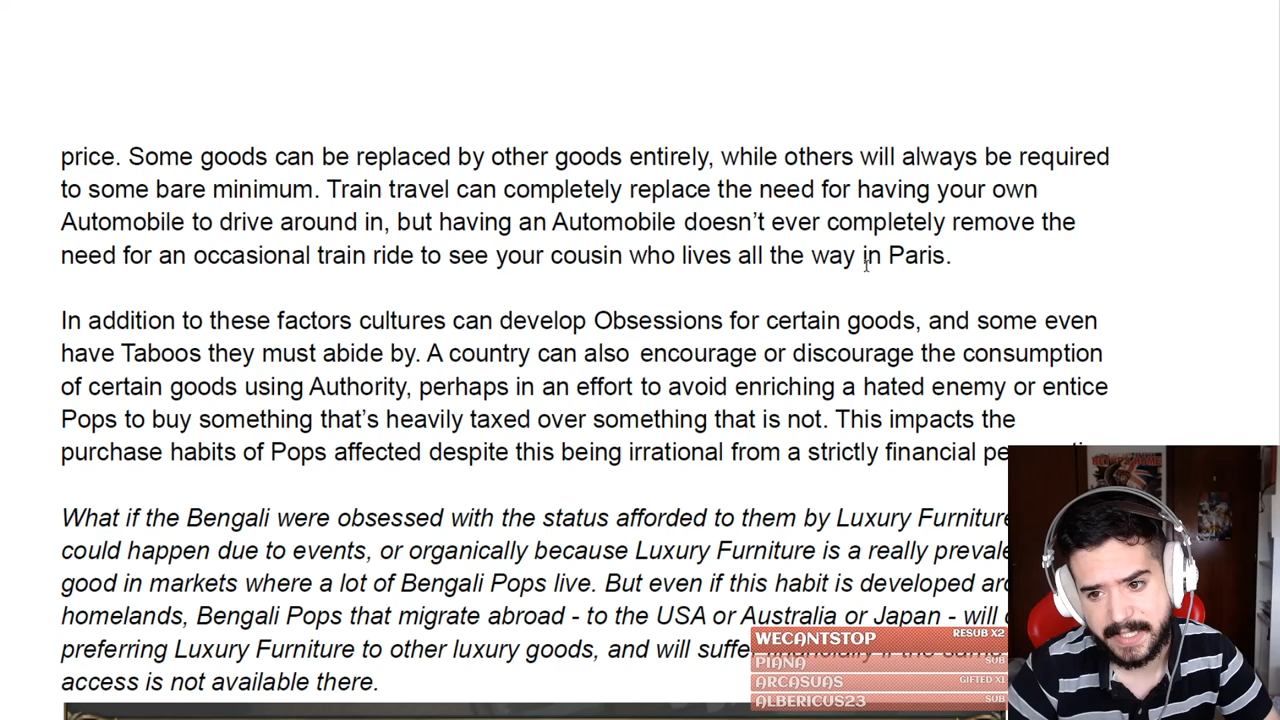 price. Some goods can be replaced by other goods entirely, while others will always be required
to some bare minimum. Train travel can completely replace the need for having your own
Automobile to drive around in, but having an Automobile doesn't ever completely remove the
need for an occasional train ride to see your cousin who lives all the way in Paris.
In addition to these factors cultures can develop Obsessions for certain goods, and some even
have Taboos they must abide by. A country can also encourage or discourage the consumption
of certain goods using Authority, perhaps in an effort to avoid enriching a hated enemy or entice
Pops to buy something that's heavily taxed over something that is not. This impacts the
purchase habits of Pops affected despite this being irrational from a strictly financial
What if the Bengali were obsessed with the status afforded to them by Luxury Furniture
could happen due to events, or organically because Luxury Furniture is a really
good in markets where a lot of Bengali Pops live. But even if this habit is developed
homelands, Bengali Pops that migrate abroad - to the USA or Australia or Japan - will
preferring Luxury Furniture to other luxury goods, and will
access is not available there.
WECANTSTOP RESUB X2
PIANA SUB
ARCASUAS GIFTED X1
ALBERICUS23 SUB